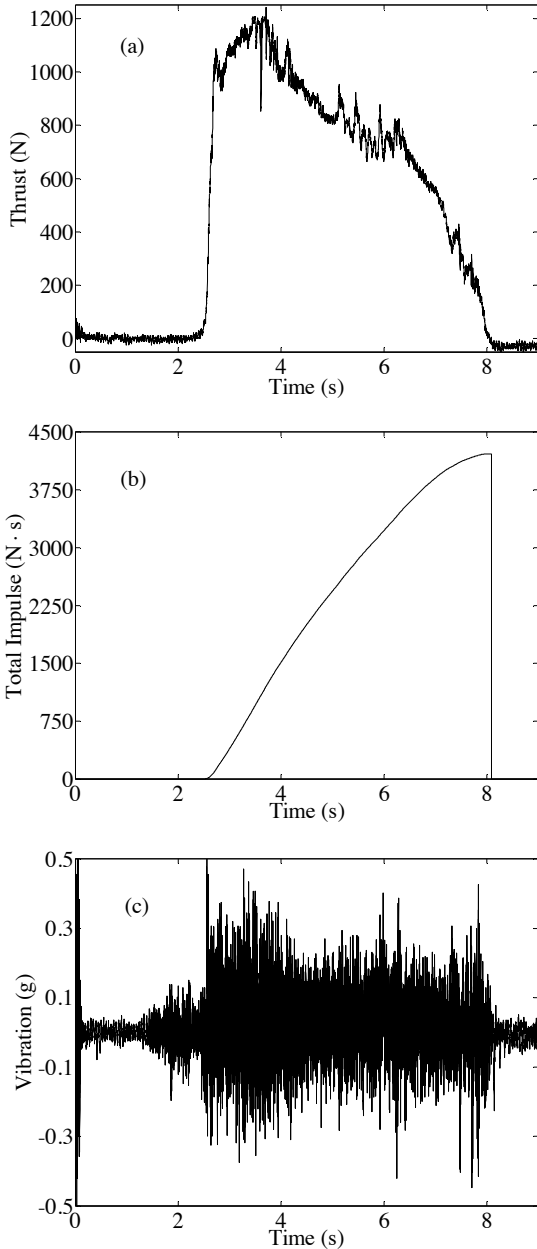 1200
(a)
1000
800
Thrust (N)
600
400
200
0
0 2 4 6 8
Time (s)
4500
(b)
3750
3000
Total Impulse (N · s)
2250
1500
750
0
0 2 4 6 8
Time (s)
0.5
(c)
0.3
0.1
Vibration (g)
-0.1
-0.3
-0.5
0 2 4 6 8
Time (s)